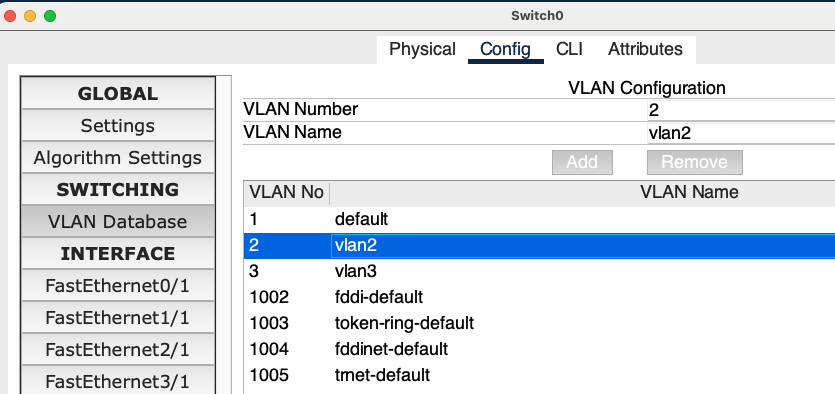 Switch0
Physical Config CLI Attributes
GLOBAL
Settings
Algorithm Settings
SWITCHING
VLAN Database
INTERFACE
FastEthernet0/1
FastEthernet1/1
FastEthernet2/1
FastEthernet3/1
VLAN Configuration
VLAN Number 2
VLAN Name vlan2
Add Remove
VLAN No VLAN Name
1 default
2 vlan2
3 vlan3
1002 fddi-default
1003 token-ring-default
1004 fddinet-default
1005 trnet-default